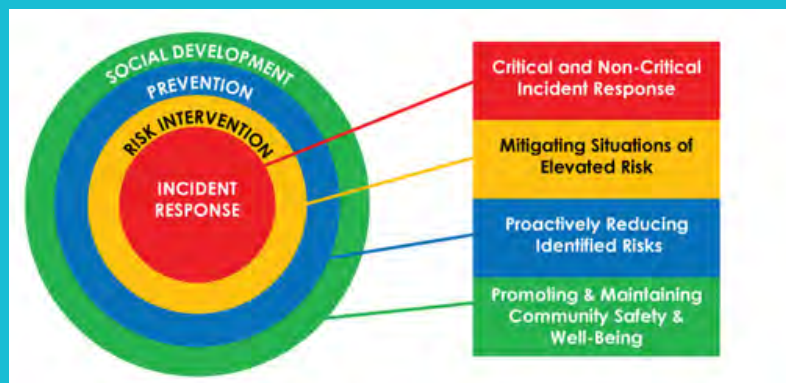 SOCIAL DEVELOPMENT
PREVENTION
RISK INTERVENTION
INCIDENT
RESPONSE
Critical and Non-Critical
Incident Response
Mitigating Situations of
Elevated Risk
Proactively Reducing
Identified Risks
Promoting & Maintaining
Community Safety &
Well-Being